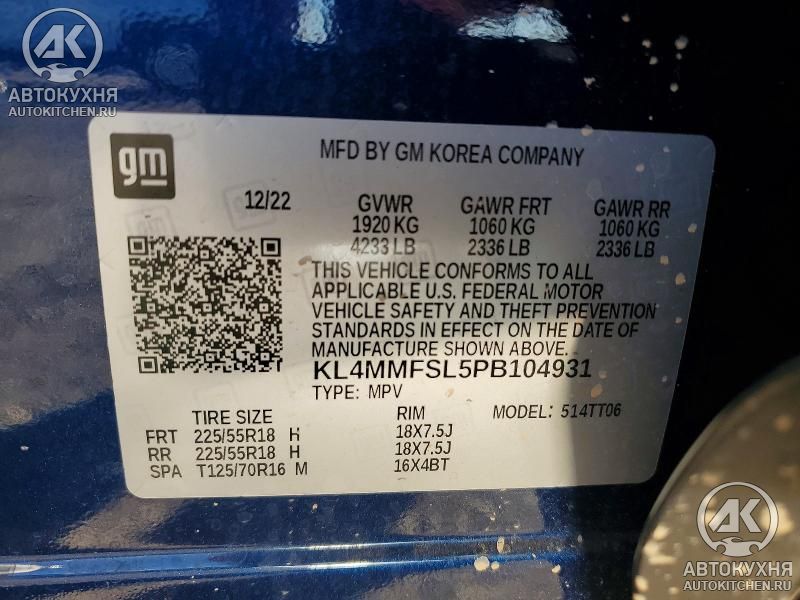 АК
АВТОКУХНЯ
AUTOKITCHEN.RU
gm
MFD BY GM KOREA COMPANY
12/22 GVWR GAWR FRT GAWR RR
1920 KG 1060 KG 1060 KG
4233 LB 2336 LB 2336 LB
THIS VEHICLE CONFORMS TO ALL
APPLICABLE U.S. FEDERAL MOTOR
VEHICLE SAFETY AND THEFT PREVENTION
STANDARDS IN EFFECT ON THE DATE OF
MANUFACTURE SHOWN ABOVE.
KL4MMFSL5PB104931
TYPE: MPV
TIRE SIZE RIM MODEL: 514TT06
FRT 225/55R18 H 18X7.5J
RR 225/55R18 H 18X7.5J
SPA T125/70R16 M 16X4BT
АК
АВТОКУХНЯ
AUTOKITCHEN.RU